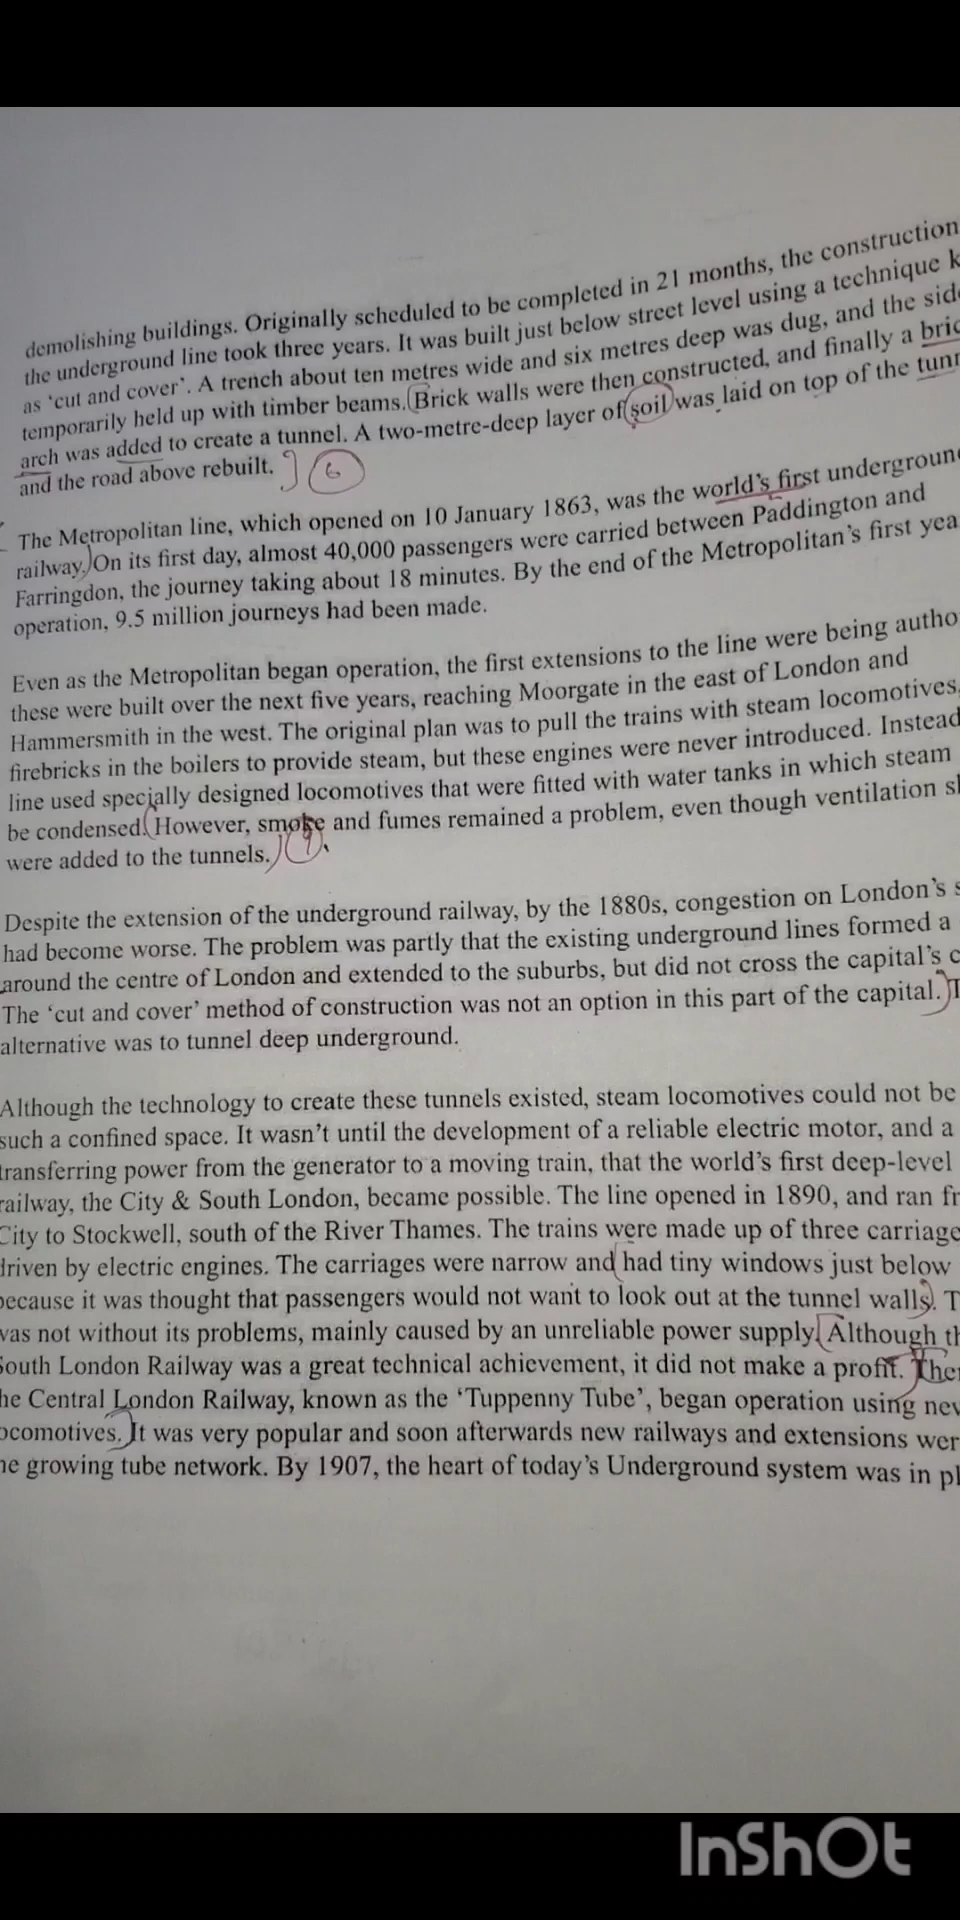 demolishing buildings. Originally scheduled to be completed in 21 months, the construction
the underground line took three years. It was built just below street level using a technique
as ‘cut and cover’. A trench about ten metres wide and six metres deep was dug, and the
temporarily held up with timber beams. Brick walls were then constructed, and finally a
arch was added to create a tunnel. A two-metre-deep layer of soil was laid on top of the
and the road above rebuilt. 6
The Metropolitan line, which opened on 10 January 1863, was the world’s first
railway. On its first day, almost 40,000 passengers were carried between Paddington and
Farringdon, the journey taking about 18 minutes. By the end of the Metropolitan’s first
operation, 9.5 million journeys had been made.
Even as the Metropolitan began operation, the first extensions to the line were being
these were built over the next five years, reaching Moorgate in the east of London and
Hammersmith in the west. The original plan was to pull the trains with steam locomotives,
firebricks in the boilers to provide steam, but these engines were never introduced. Instead
line used specially designed locomotives that were fitted with water tanks in which steam
be condensed. However, smoke and fumes remained a problem, even though ventilation
were added to the tunnels. 9
Despite the extension of the underground railway, by the 1880s, congestion on London’s
had become worse. The problem was partly that the existing underground lines formed a
around the centre of London and extended to the suburbs, but did not cross the capital’s
The ‘cut and cover’ method of construction was not an option in this part of the capital.
alternative was to tunnel deep underground.
Although the technology to create these tunnels existed, steam locomotives could not be
such a confined space. It wasn’t until the development of a reliable electric motor, and a
transferring power from the generator to a moving train, that the world’s first deep-level
railway, the City & South London, became possible. The line opened in 1890, and ran
City to Stockwell, south of the River Thames. The trains were made up of three
driven by electric engines. The carriages were narrow and had tiny windows just below
because it was thought that passengers would not want to look out at the tunnel walls.
was not without its problems, mainly caused by an unreliable power supply. Although
South London Railway was a great technical achievement, it did not make a profit.
the Central London Railway, known as the ‘Tuppenny Tube’, began operation using
locomotives. It was very popular and soon afterwards new railways and extensions
the growing tube network. By 1907, the heart of today’s Underground system was in
InShOt